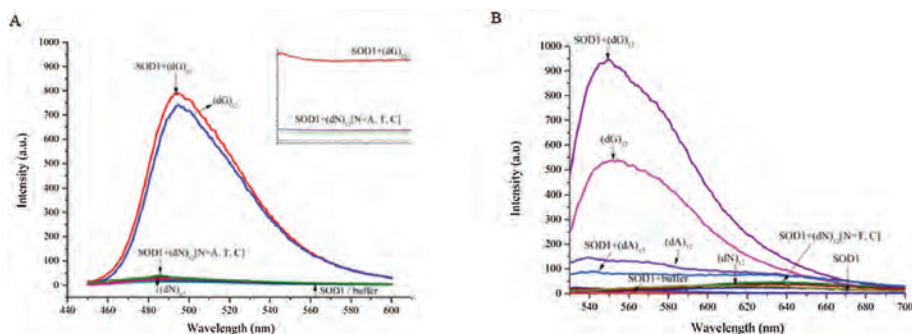 A
1000
900
800
700
600
500
400
300
200
100
0
Intensity (a.u.)
SOD1+(dG)₁₂
(dG)₁₂
SOD1+(dN)₁₂[N=A, T, C]
(dN)₁₂
SOD1 / buffer
SOD1+(dG)₁₂
SOD1+(dN)₁₂[N=A, T, C]
440 460 480 500 520 540 560 580 600
Wavelength (nm)
B
1000
900
800
700
600
500
400
300
200
100
0
Intensity (a.u)
SOD1+(dG)₁₂
(dG)₁₂
SOD1+(dA)₁₂
(dA)₁₂
SOD1+buffer
(dN)₁₂
SOD1+(dN)₁₂[N=T, C]
SOD1
540 560 580 600 620 640 660 680 700
Wavelength (nm)